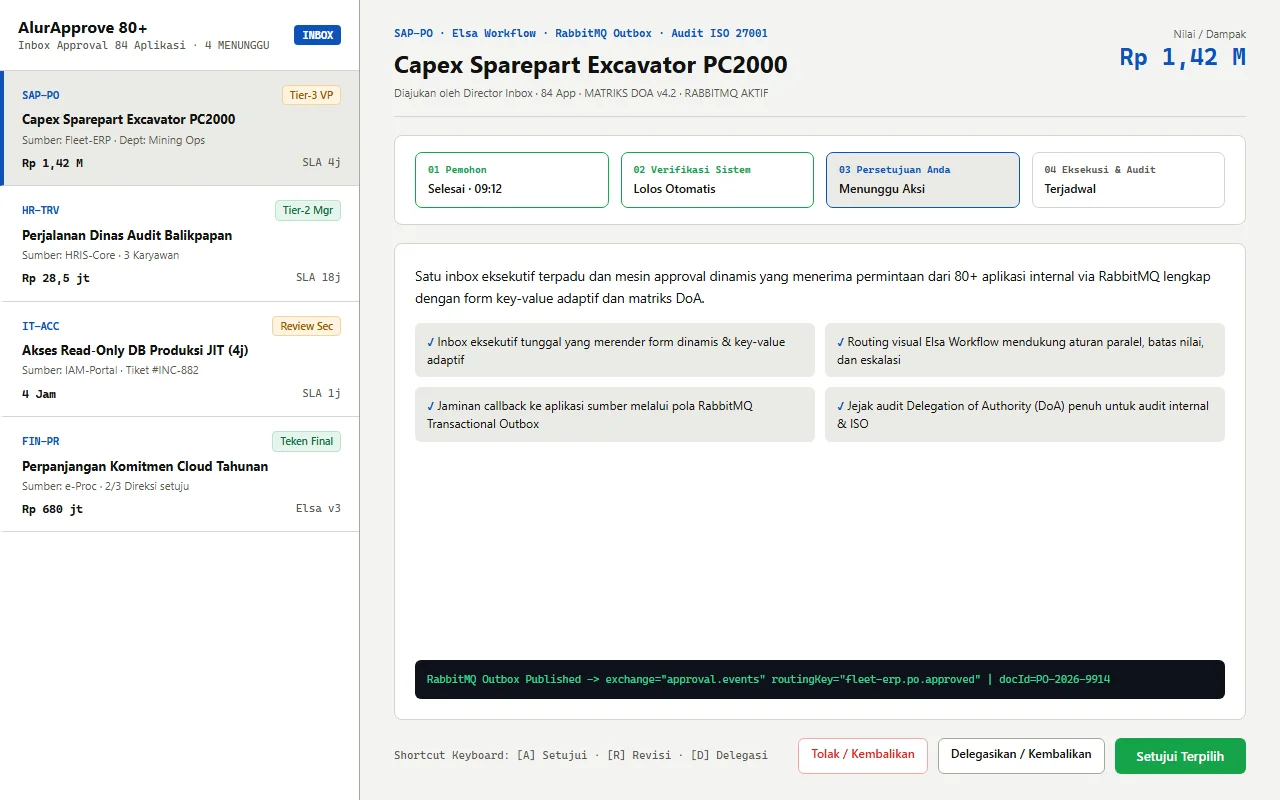 AlurApprove 80+
Inbox Approval 84 Aplikasi · 4 MENUNGGU
INBOX
SAP-PO
Tier-3 VP
Capex Sparepart Excavator PC2000
Sumber: Fleet-ERP · Dept: Mining Ops
Rp 1,42 M
SLA 4j
HR-TRV
Tier-2 Mgr
Perjalanan Dinas Audit Balikpapan
Sumber: HRIS-Core · 3 Karyawan
Rp 28,5 jt
SLA 18j
IT-ACC
Review Sec
Akses Read-Only DB Produksi JIT (4j)
Sumber: IAM-Portal · Tiket #INC-882
4 Jam
SLA 1j
FIN-PR
Teken Final
Perpanjangan Komitmen Cloud Tahunan
Sumber: e-Proc · 2/3 Direksi setuju
Rp 680 jt
Elsa v3
SAP-PO · Elsa Workflow · RabbitMQ Outbox · Audit ISO 27001
Capex Sparepart Excavator PC2000
Diajukan oleh Director Inbox · 84 App · MATRIKS DOA v4.2 · RABBITMQ AKTIF
Nilai / Dampak
Rp 1,42 M
01 Pemohon
Selesai · 09:12
02 Verifikasi Sistem
Lolos Otomatis
03 Persetujuan Anda
Menunggu Aksi
04 Eksekusi & Audit
Terjadwal
Satu inbox eksekutif terpadu dan mesin approval dinamis yang menerima permintaan dari 80+ aplikasi internal via RabbitMQ lengkap
dengan form key-value adaptif dan matriks DoA.
✓ Inbox eksekutif tunggal yang merender form dinamis & key-value
adaptif
✓ Routing visual Elsa Workflow mendukung aturan paralel, batas nilai,
dan eskalasi
✓ Jaminan callback ke aplikasi sumber melalui pola RabbitMQ
Transactional Outbox
✓ Jejak audit Delegation of Authority (DoA) penuh untuk audit internal
& ISO
RabbitMQ Outbox Published -> exchange="approval.events" routingKey="fleet-erp.po.approved" | docId=PO-2026-9914
Shortcut Keyboard: [A] Setujui · [R] Revisi · [D] Delegasi
Tolak / Kembalikan
Delegasikan / Kembalikan
Setujui Terpilih